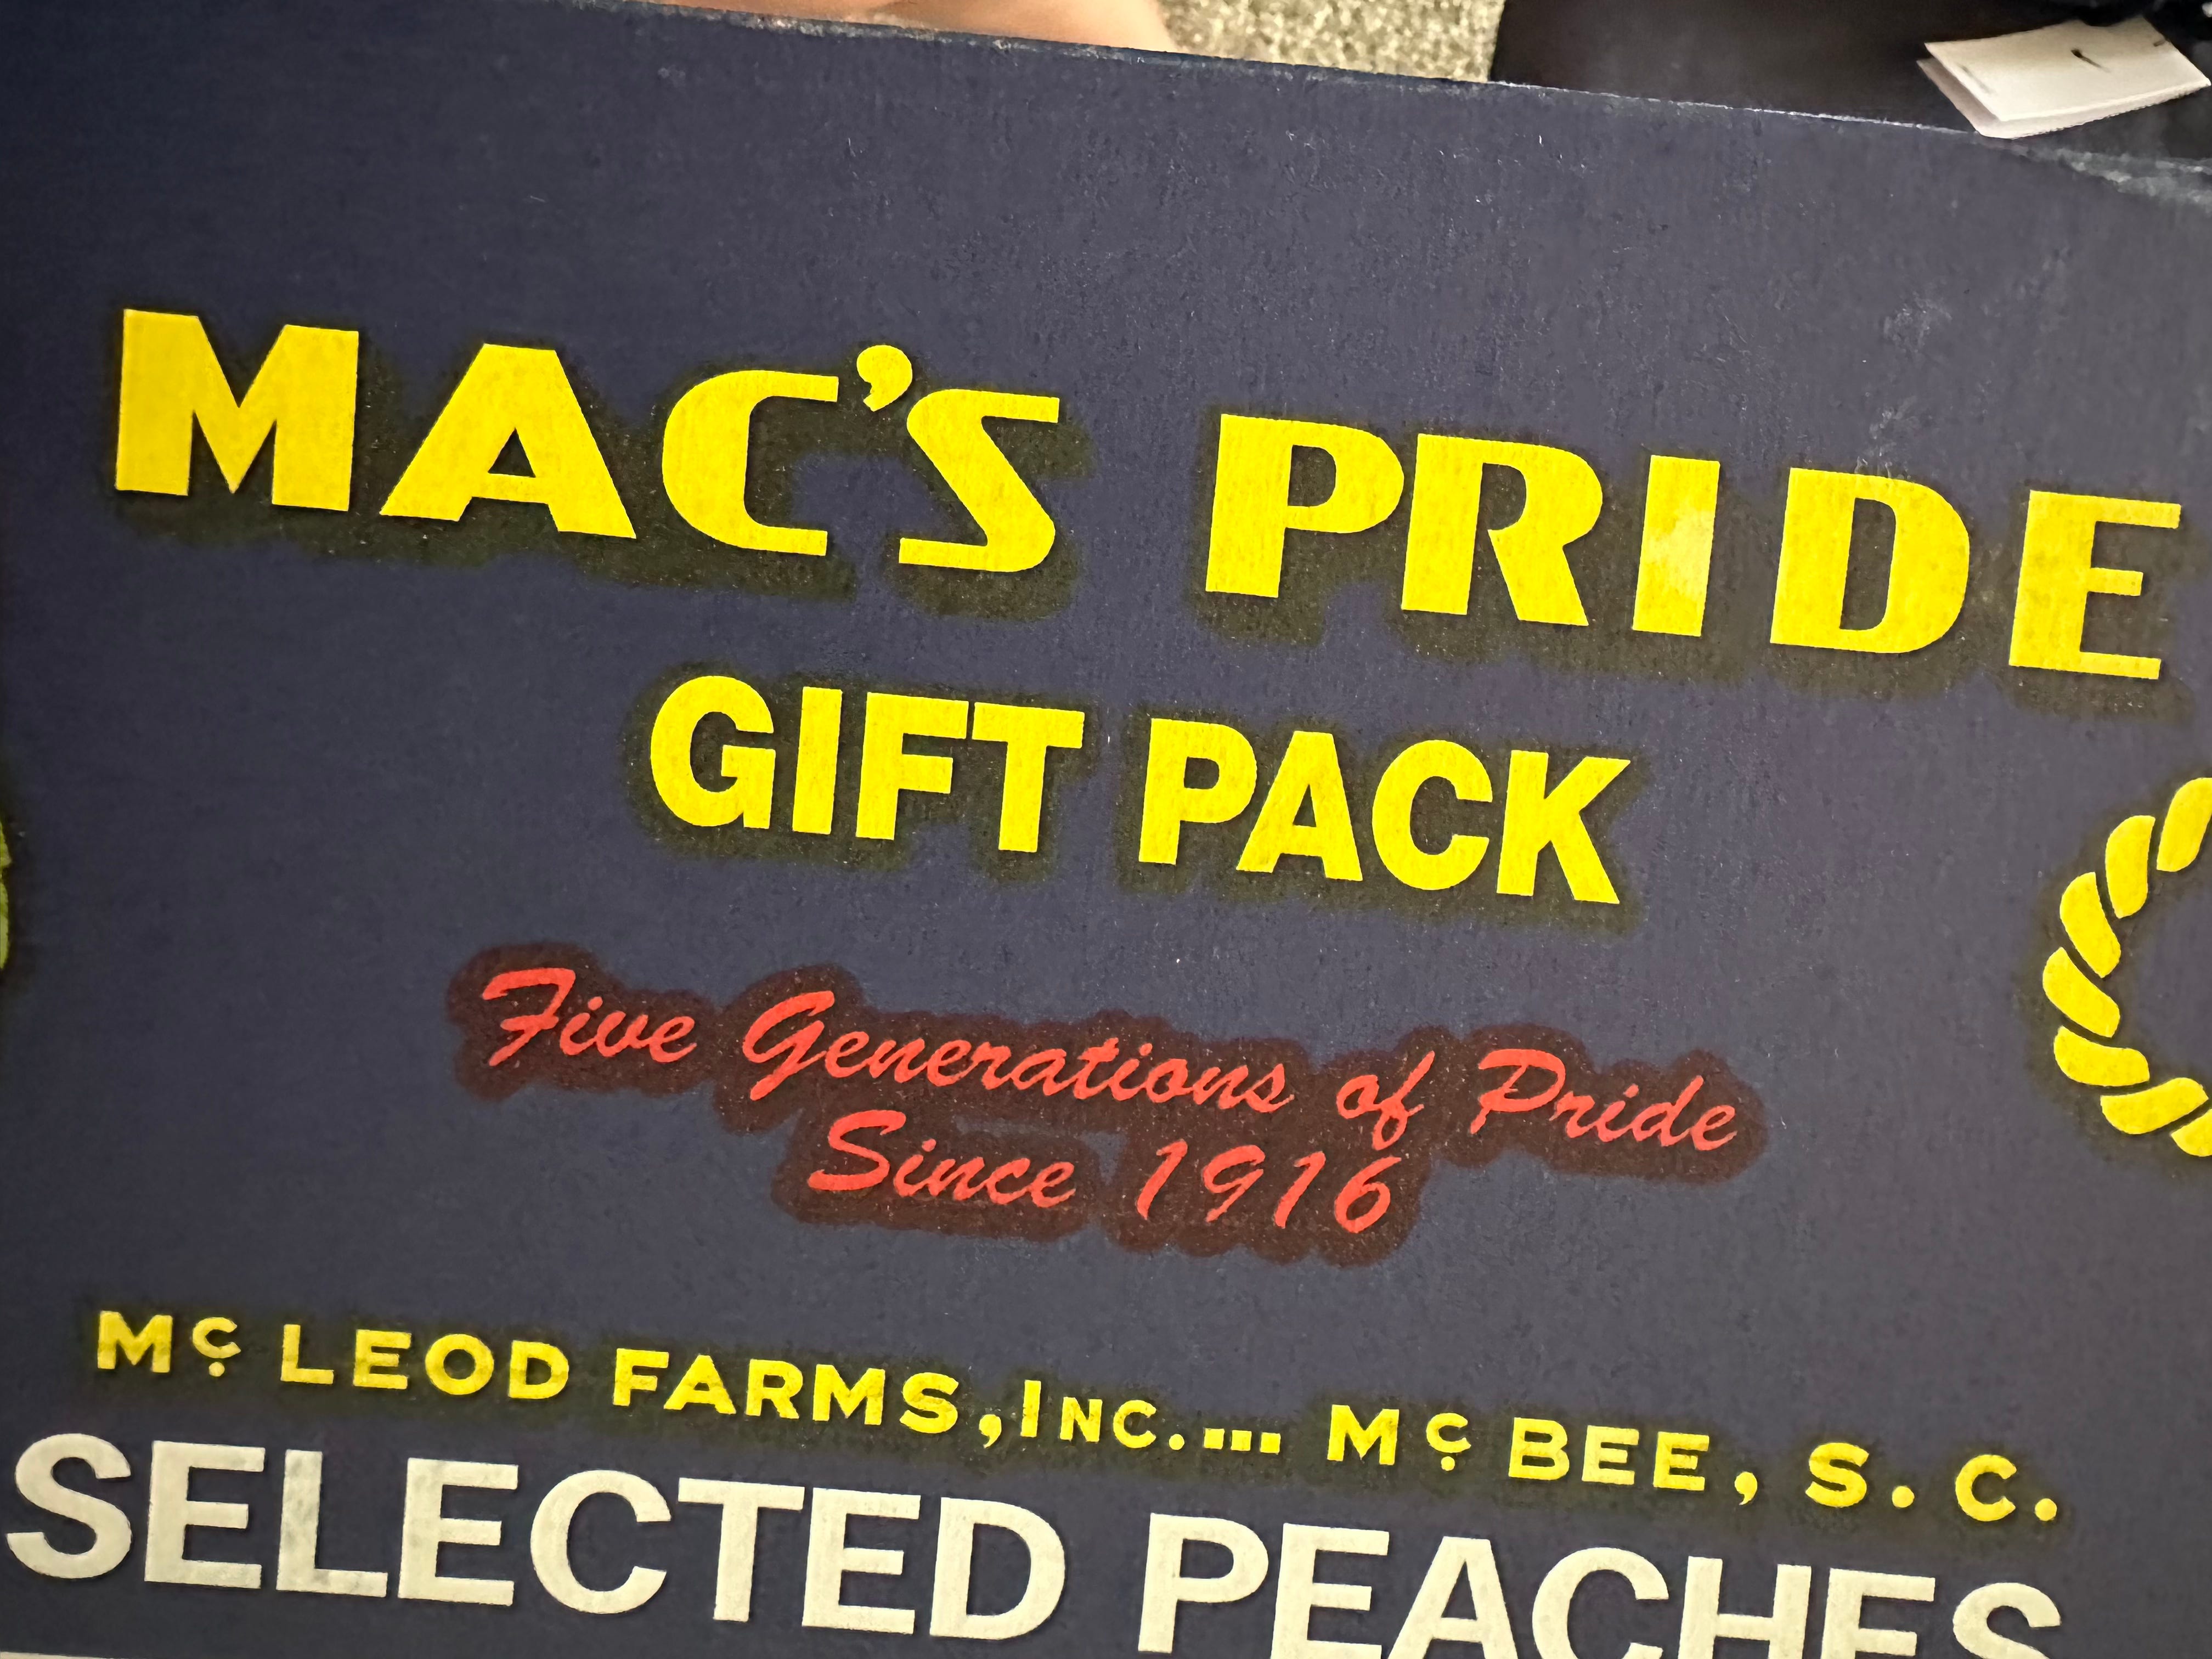 MAC'S PRIDE
GIFT PACK
Five Generations of Pride
Since 1916
Mc LEOD FARMS, INC.... Mc BEE, S. C.
SELECTED PEACHES